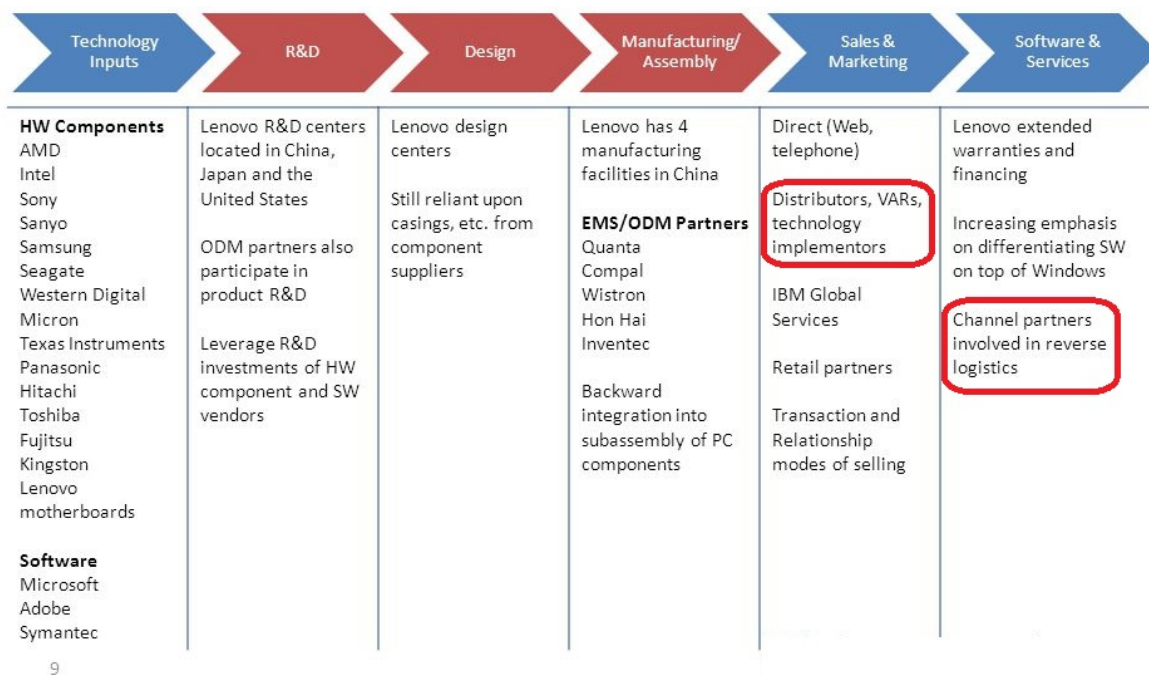 Technology
Inputs
R&D
Design
Manufacturing/
Assembly
Sales &
Marketing
Software &
Services
HW Components
AMD
Intel
Sony
Sanyo
Samsung
Seagate
Western Digital
Micron
Texas Instruments
Panasonic
Hitachi
Toshiba
Fujitsu
Kingston
Lenovo
motherboards
Software
Microsoft
Adobe
Symantec
Lenovo R&D centers
located in China,
Japan and the
United States
ODM partners also
participate in
product R&D
Leverage R&D
investments of HW
component and SW
vendors
Lenovo design
centers
Still reliant upon
casings, etc. from
component
suppliers
Lenovo has 4
manufacturing
facilities in China
EMS/ODM Partners
Quanta
Compal
Wistron
Hon Hai
Inventec
Backward
integration into
subassembly of PC
components
Direct (Web,
telephone)
Distributors, VARs,
technology
implementors
IBM Global
Services
Retail partners
Transaction and
Relationship
modes of selling
Lenovo extended
warranties and
financing
Increasing emphasis
on differentiating SW
on top of Windows
Channel partners
involved in reverse
logistics
9